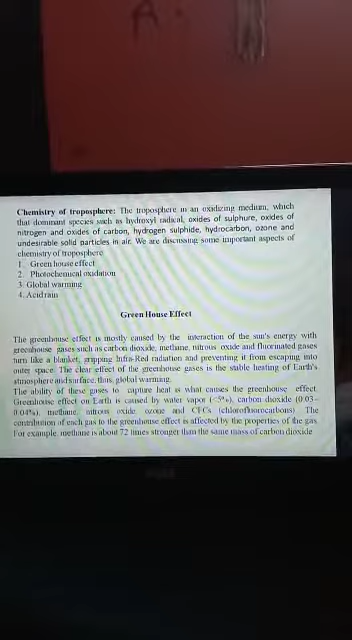 A:
Chemistry of troposphere: The troposphere in an oxidizing medium, which
that dominant species such as hydroxyl radical, oxides of sulphure, oxides of
nitrogen and oxides of carbon, hydrogen sulphide, hydrocarbon, ozone and
undesirable solid particles in air. We are discussing some important aspects of
chemistry of troposphere
1. Green house effect
2. Photochemical oxidation
3. Global warming
4. Acid rain
Green House Effect
The greenhouse effect is mostly caused by the interaction of the sun's energy with
greenhouse gases such as carbon dioxide, methane, nitrous oxide and fluorinated gases
turn like a blanket, gripping Infra-Red radiation and preventing it from escaping into
outer space. The clear effect of the greenhouse gases is the stable heating of Earth's
atmosphere and surface, thus, global warming.
The ability of these gases to capture heat is what causes the greenhouse effect.
Greenhouse effect on Earth is caused by water vapor (<5%), carbon dioxide (0.03–
0.04%), methane, nitrous oxide ozone and CFCs (chlorofluorocarbons) The
contribution of each gas to the greenhouse effect is affected by the properties of the gas
For example, methane is about 72 times stronger than the same mass of carbon dioxide